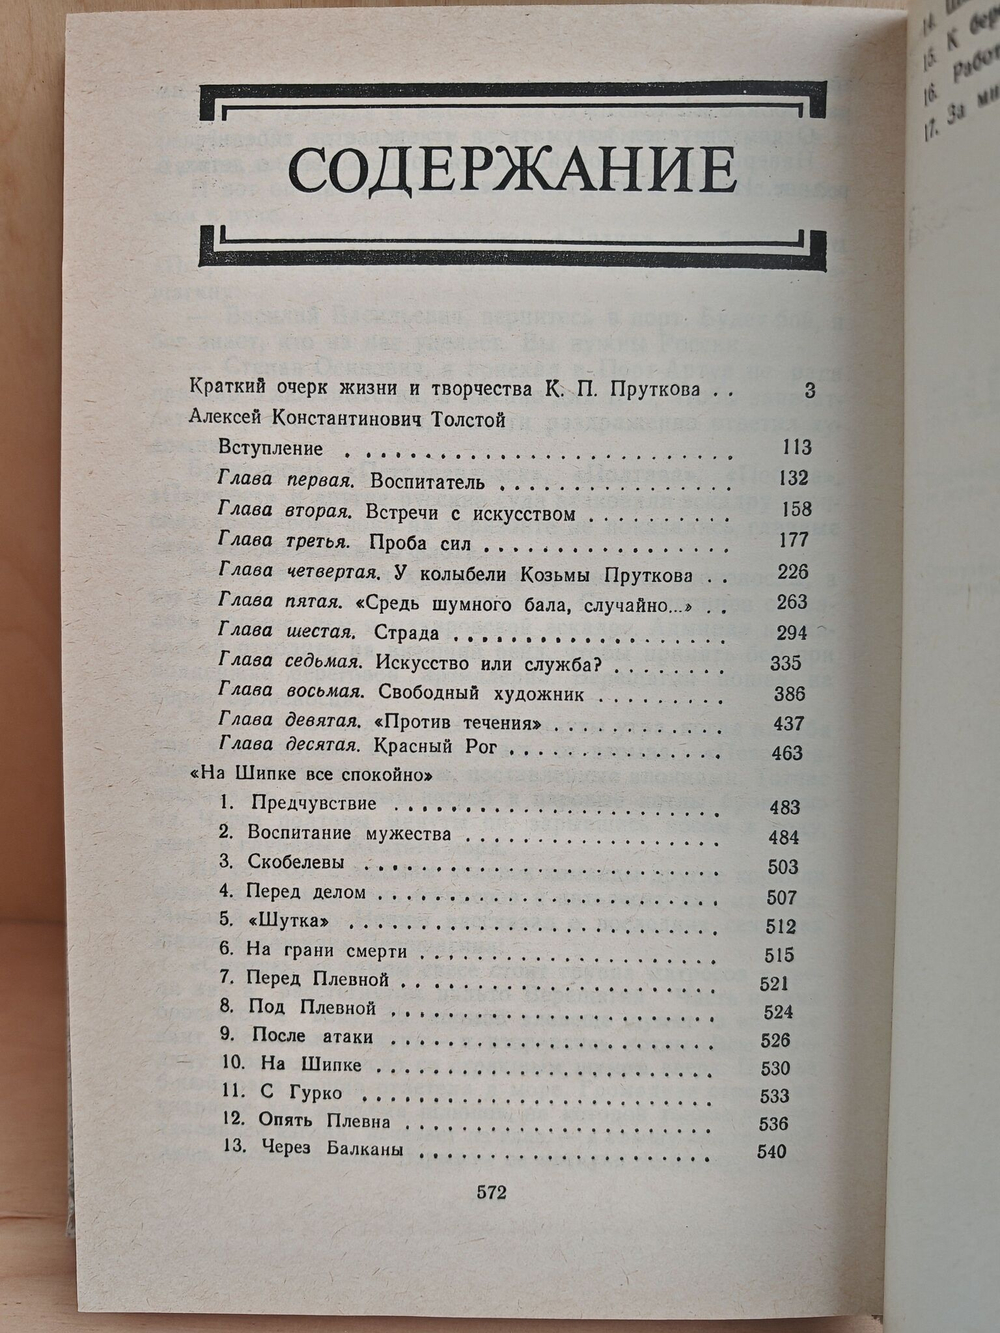 СОДЕРЖАНИЕ
Краткий очерк жизни и творчества К. П. Пруткова . . 3
Алексей Константинович Толстой
Вступление . . . . . . . . . . . . . . . . . . . . . . 113
Глава первая. Воспитатель . . . . . . . . . . . . . . 132
Глава вторая. Встречи с искусством . . . . . . . . . . 158
Глава третья. Проба сил . . . . . . . . . . . . . . . 177
Глава четвертая. У колыбели Козьмы Пруткова . . 226
Глава пятая. «Средь шумного бала, случайно...» . . 263
Глава шестая. Страда . . . . . . . . . . . . . . . . 294
Глава седьмая. Искусство или служба? . . . . . . . . 335
Глава восьмая. Свободный художник . . . . . . . . . 386
Глава девятая. «Против течения» . . . . . . . . . . . 437
Глава десятая. Красный Рог . . . . . . . . . . . . . . 463
«На Шипке все спокойно»
1. Предчувствие . . . . . . . . . . . . . . . . . . . . 483
2. Воспитание мужества . . . . . . . . . . . . . . . . 484
3. Скобелевы . . . . . . . . . . . . . . . . . . . . . 503
4. Перед делом . . . . . . . . . . . . . . . . . . . . 507
5. «Шутка» . . . . . . . . . . . . . . . . . . . . . . 512
6. На грани смерти . . . . . . . . . . . . . . . . . . 515
7. Перед Плевной . . . . . . . . . . . . . . . . . . . 521
8. Под Плевной . . . . . . . . . . . . . . . . . . . . 524
9. После атаки . . . . . . . . . . . . . . . . . . . . 526
10. На Шипке . . . . . . . . . . . . . . . . . . . . . 530
11. С Гурко . . . . . . . . . . . . . . . . . . . . . . 533
12. Опять Плевна . . . . . . . . . . . . . . . . . . . 536
13. Через Балканы . . . . . . . . . . . . . . . . . . 540
572
14.
15. К
16.
17. За